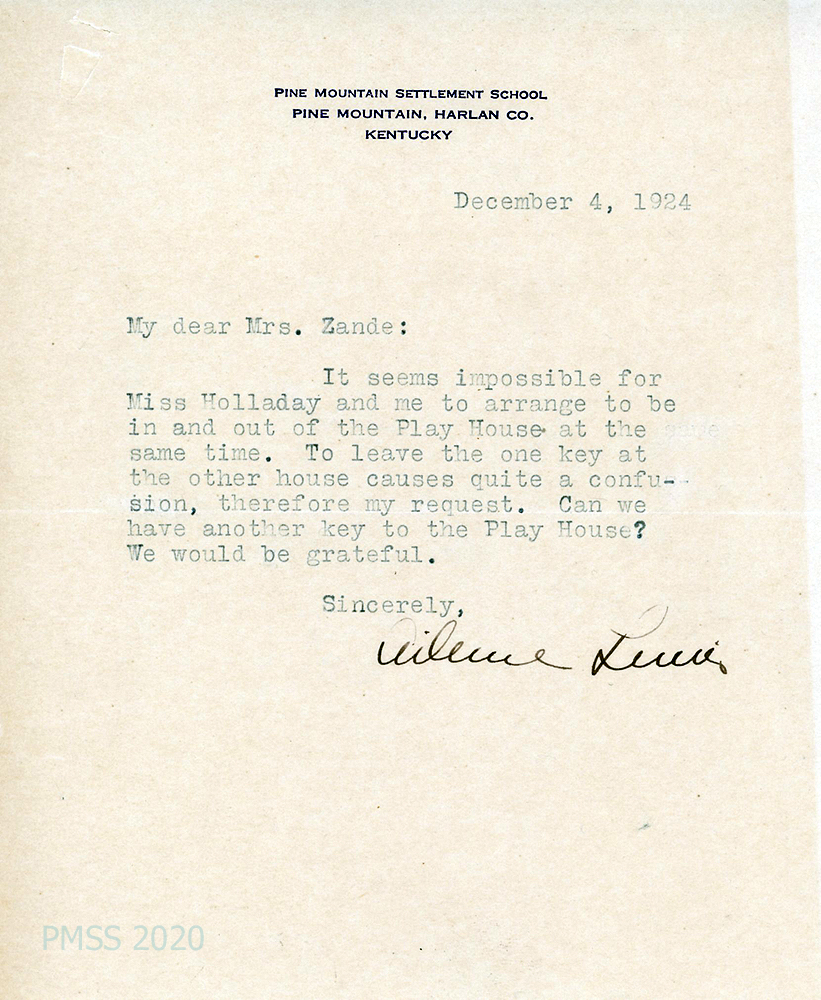 PINE MOUNTAIN SETTLEMENT SCHOOL
PINE MOUNTAIN, HARLAN CO.
KENTUCKY
December 4, 1924
My dear Mrs. Zande:
It seems impossible for
Miss Holladay and me to arrange to be
in and out of the Play House at the
same time. To leave the one key at
the other house causes quite a confu--
sion, therefore my request. Can we
have another key to the Play House?
We would be grateful.
Sincerely,
Lewis
PMSS 2020